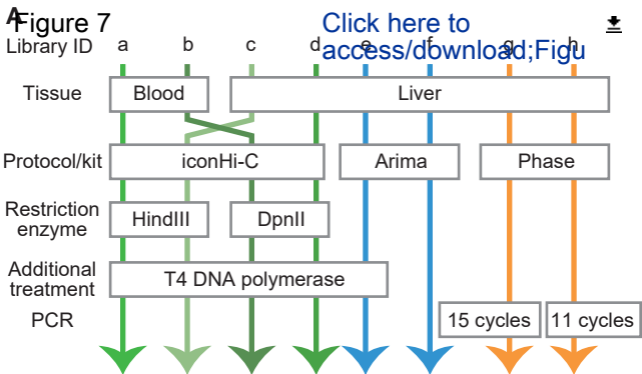 A
Figure 7
Click here to
access/download;Figu
Library ID a b c d e f g h
Tissue Blood Liver
Protocol/kit iconHi-C Arima Phase
Restriction
enzyme HindIII DpnII
Additional
treatment T4 DNA polymerase
PCR 15 cycles 11 cycles